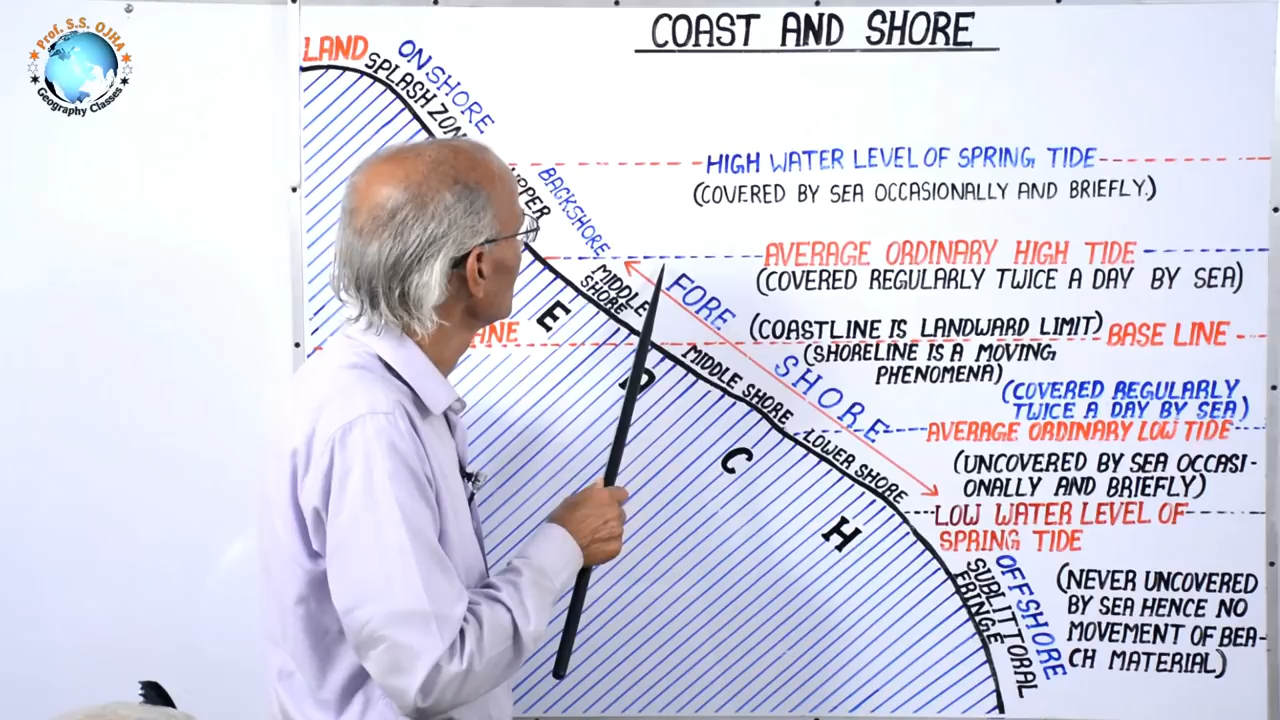 Prof. S.S. OJHA
Geography Classes
COAST AND SHORE
LAND
ONSHORE
SPLASH ZON
HIGH WATER LEVEL OF SPRING TIDE
(COVERED BY SEA OCCASIONALLY AND BRIEFLY.)
UPPER
BACKSHORE
AVERAGE ORDINARY HIGH TIDE
(COVERED REGULARLY TWICE A DAY BY SEA)
MIDDLE
SHORE
FORE
SHORE
(COASTLINE IS LANDWARD LIMIT)
BASE LINE
(SHORELINE IS A MOVING
PHENOMENA)
ANE
E
MIDDLE SHORE
(COVERED REGULARLY
TWICE A DAY BY SEA)
AVERAGE ORDINARY LOW TIDE
C
LOWER SHORE
(UNCOVERED BY SEA OCCASI-
ONALLY AND BRIEFLY)
H
LOW WATER LEVEL OF
SPRING TIDE
OFFSHORE
SUBLITTORAL
FRINGE
(NEVER UNCOVERED
BY SEA HENCE NO
MOVEMENT OF BEA-
CH MATERIAL)